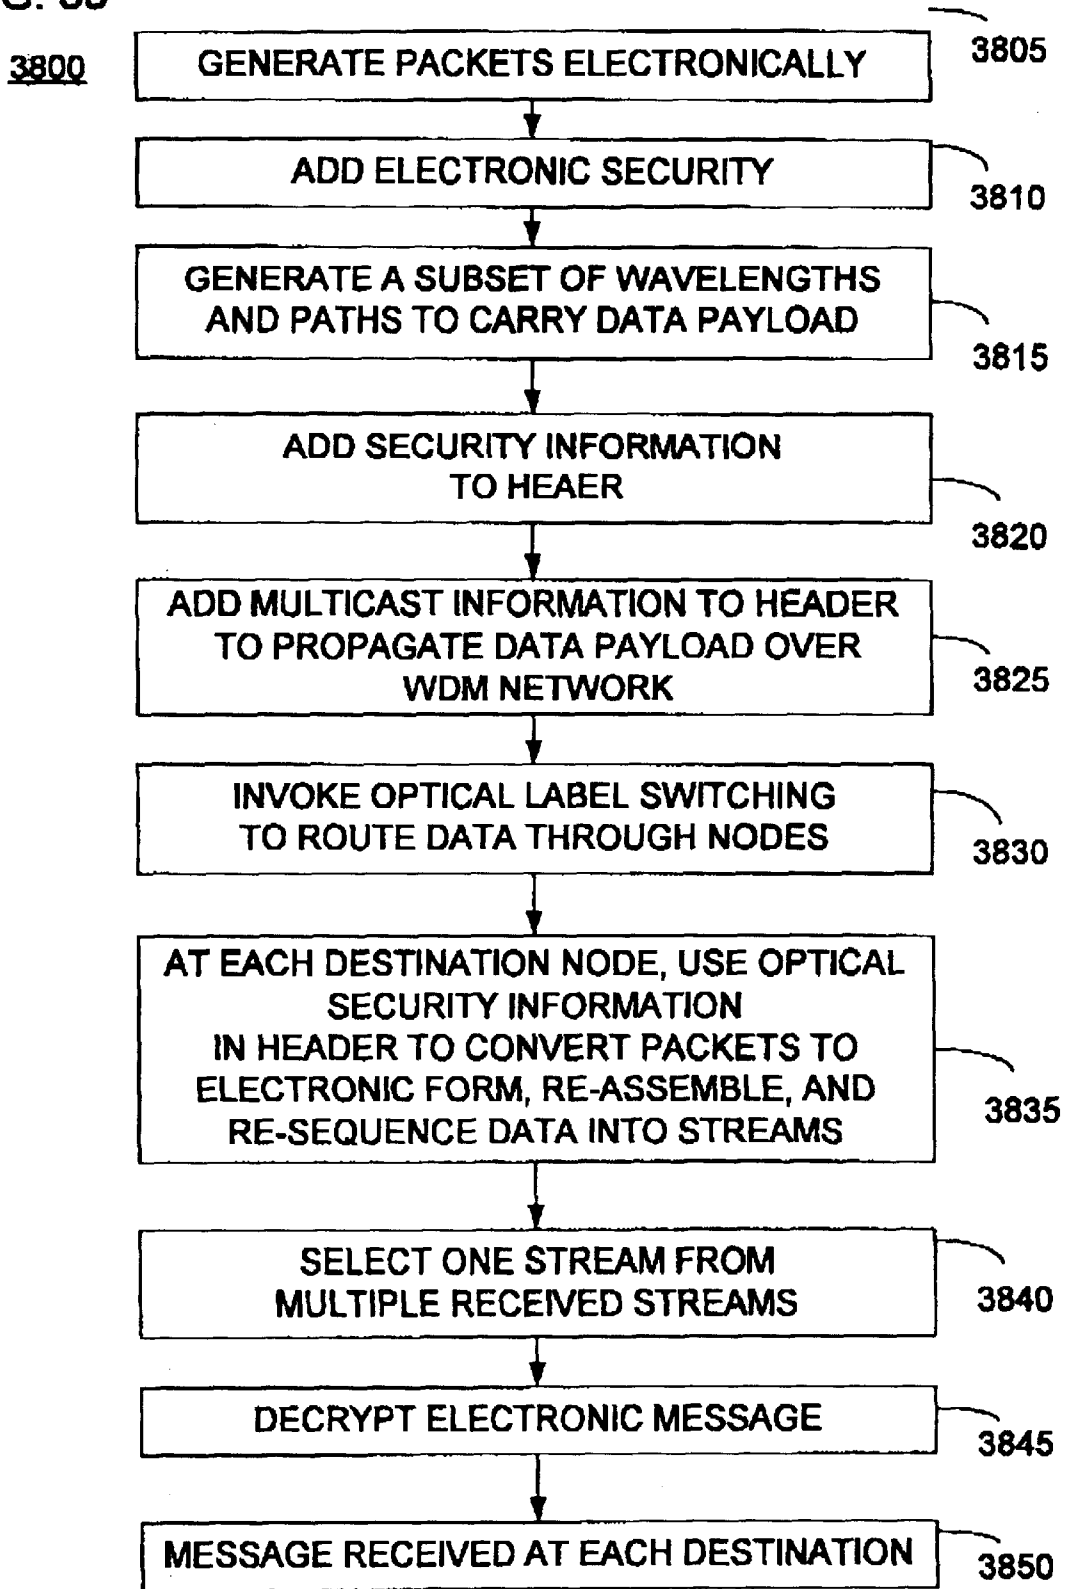 3800
GENERATE PACKETS ELECTRONICALLY
3805
ADD ELECTRONIC SECURITY
3810
GENERATE A SUBSET OF WAVELENGTHS
AND PATHS TO CARRY DATA PAYLOAD
3815
ADD SECURITY INFORMATION
TO HEAER
3820
ADD MULTICAST INFORMATION TO HEADER
TO PROPAGATE DATA PAYLOAD OVER
WDM NETWORK
3825
INVOKE OPTICAL LABEL SWITCHING
TO ROUTE DATA THROUGH NODES
3830
AT EACH DESTINATION NODE, USE OPTICAL
SECURITY INFORMATION
IN HEADER TO CONVERT PACKETS TO
ELECTRONIC FORM, RE-ASSEMBLE, AND
RE-SEQUENCE DATA INTO STREAMS
3835
SELECT ONE STREAM FROM
MULTIPLE RECEIVED STREAMS
3840
DECRYPT ELECTRONIC MESSAGE
3845
MESSAGE RECEIVED AT EACH DESTINATION
3850